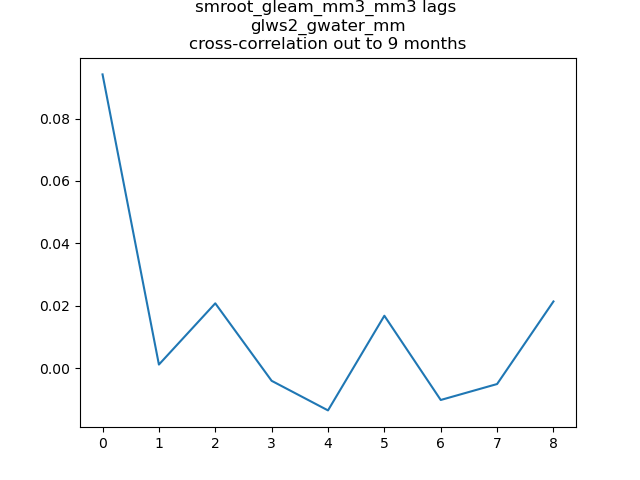 smroot_gleam_mm3_mm3 lags
glws2_gwater_mm
cross-correlation out to 9 months
0.08
0.06
0.04
0.02
0.00
0 1 2 3 4 5 6 7 8